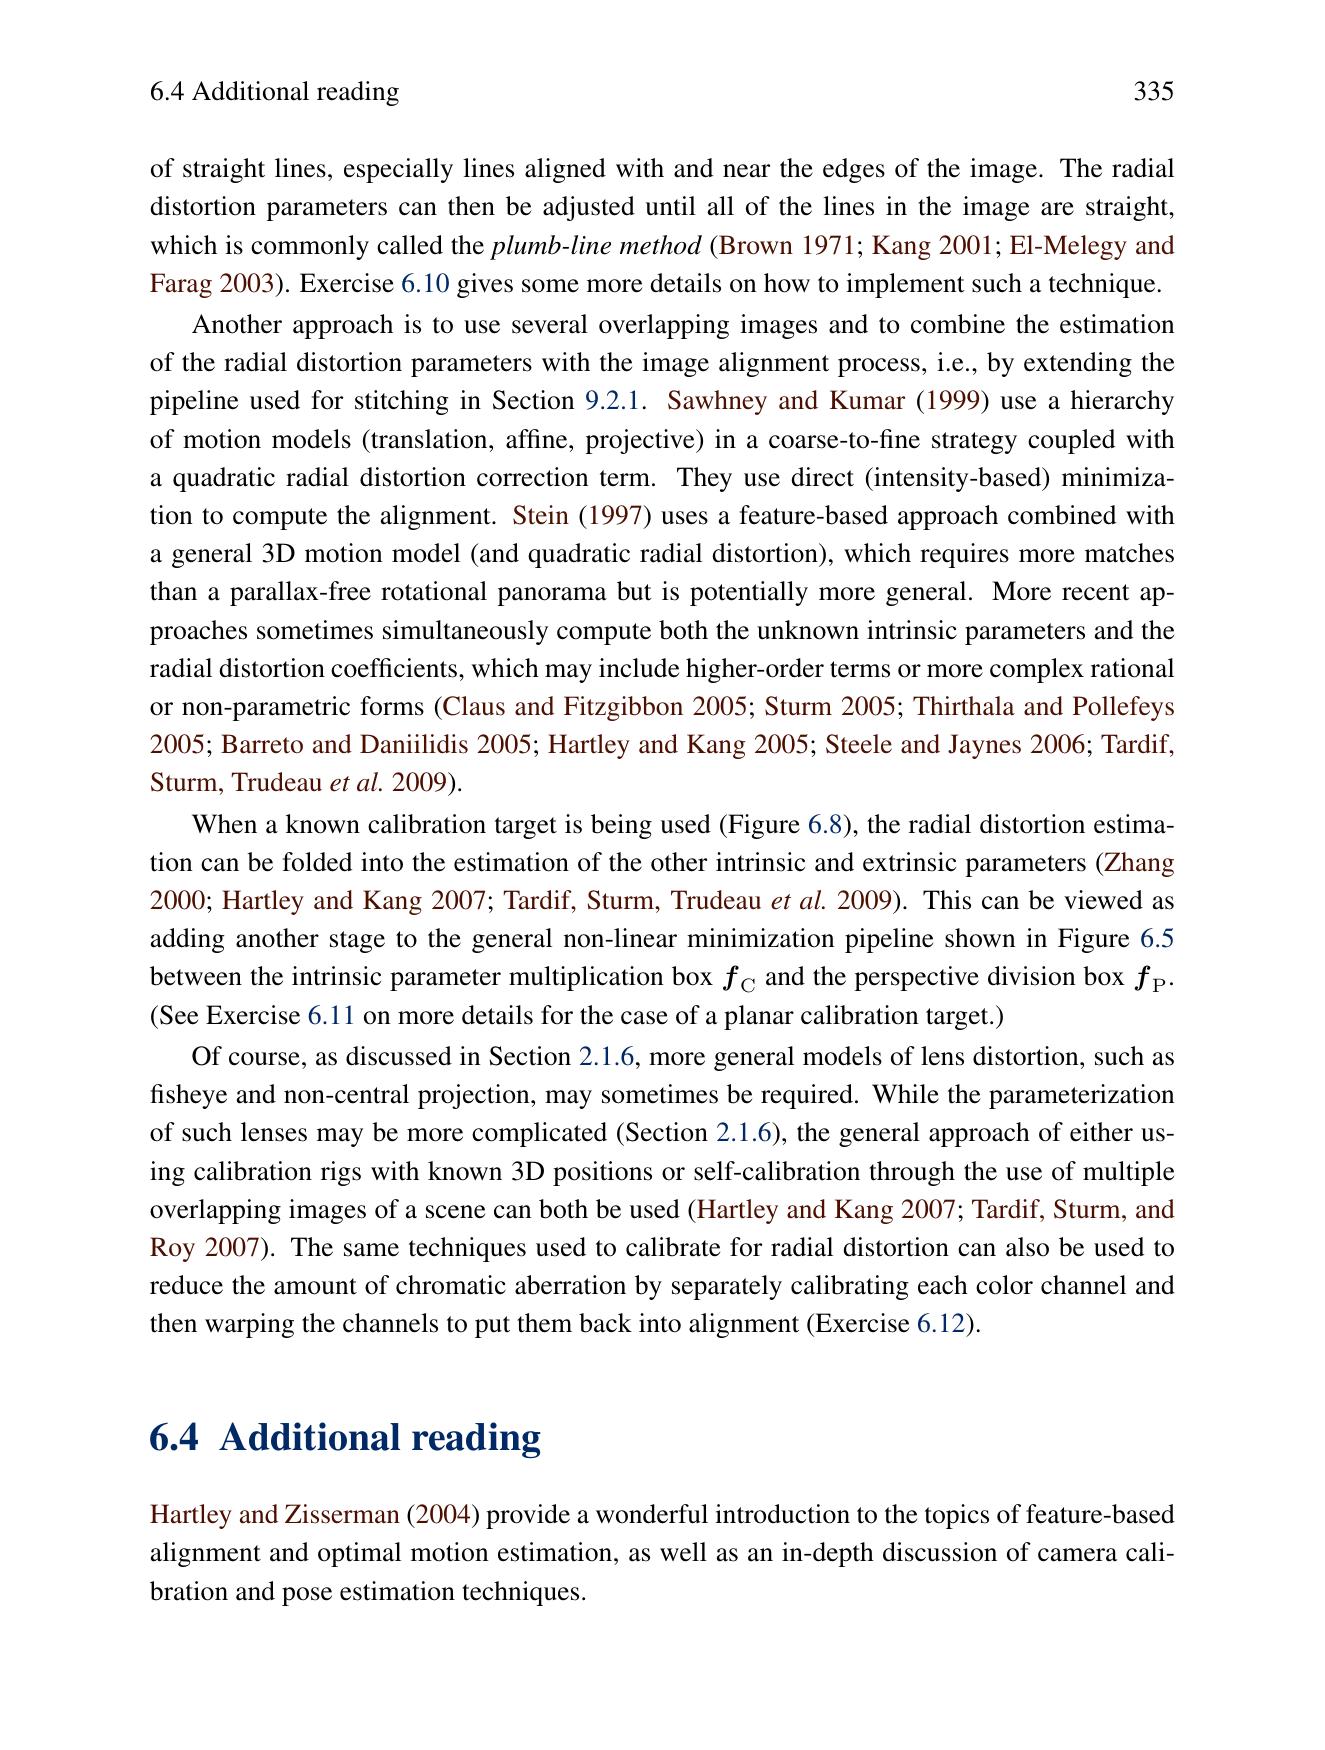 6.4 Additional reading 335
of straight lines, especially lines aligned with and near the edges of the image. The radial
distortion parameters can then be adjusted until all of the lines in the image are straight,
which is commonly called the plumb-line method (Brown 1971; Kang 2001; El-Melegy and
Farag 2003). Exercise 6.10 gives some more details on how to implement such a technique.
Another approach is to use several overlapping images and to combine the estimation
of the radial distortion parameters with the image alignment process, i.e., by extending the
pipeline used for stitching in Section 9.2.1. Sawhney and Kumar (1999) use a hierarchy
of motion models (translation, affine, projective) in a coarse-to-fine strategy coupled with
a quadratic radial distortion correction term. They use direct (intensity-based) minimiza-
tion to compute the alignment. Stein (1997) uses a feature-based approach combined with
a general 3D motion model (and quadratic radial distortion), which requires more matches
than a parallax-free rotational panorama but is potentially more general. More recent ap-
proaches sometimes simultaneously compute both the unknown intrinsic parameters and the
radial distortion coefficients, which may include higher-order terms or more complex rational
or non-parametric forms (Claus and Fitzgibbon 2005; Sturm 2005; Thirthala and Pollefeys
2005; Barreto and Daniilidis 2005; Hartley and Kang 2005; Steele and Jaynes 2006; Tardif,
Sturm, Trudeau et al. 2009).
When a known calibration target is being used (Figure 6.8), the radial distortion estima-
tion can be folded into the estimation of the other intrinsic and extrinsic parameters (Zhang
2000; Hartley and Kang 2007; Tardif, Sturm, Trudeau et al. 2009). This can be viewed as
adding another stage to the general non-linear minimization pipeline shown in Figure 6.5
between the intrinsic parameter multiplication box f_C and the perspective division box f_P.
(See Exercise 6.11 on more details for the case of a planar calibration target.)
Of course, as discussed in Section 2.1.6, more general models of lens distortion, such as
fisheye and non-central projection, may sometimes be required. While the parameterization
of such lenses may be more complicated (Section 2.1.6), the general approach of either us-
ing calibration rigs with known 3D positions or self-calibration through the use of multiple
overlapping images of a scene can both be used (Hartley and Kang 2007; Tardif, Sturm, and
Roy 2007). The same techniques used to calibrate for radial distortion can also be used to
reduce the amount of chromatic aberration by separately calibrating each color channel and
then warping the channels to put them back into alignment (Exercise 6.12).
6.4 Additional reading
Hartley and Zisserman (2004) provide a wonderful introduction to the topics of feature-based
alignment and optimal motion estimation, as well as an in-depth discussion of camera cali-
bration and pose estimation techniques.